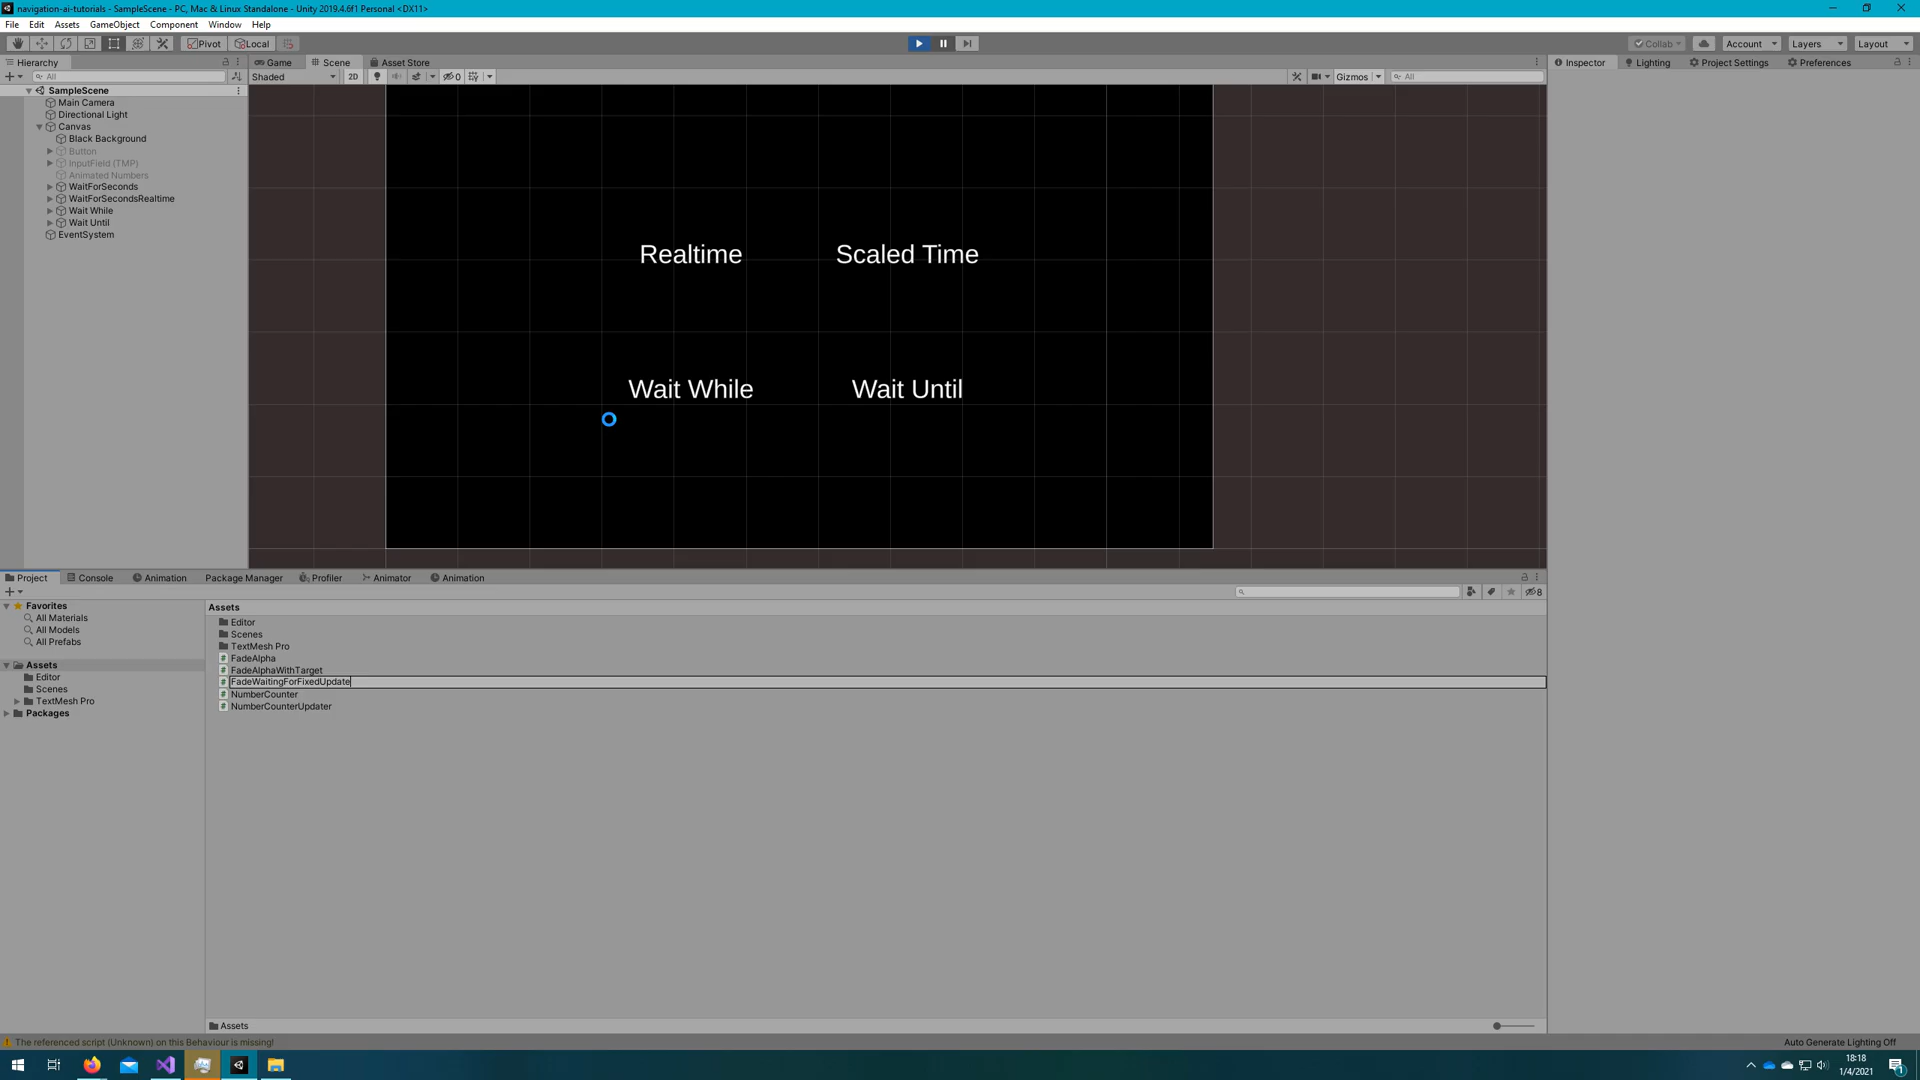 navigation-ai-tutorials - SampleScene - PC, Mac & Linux Standalone - Unity 2019.4.6f1 Personal <DX11>
File Edit Assets GameObject Component Window Help
Pivot Local Collab Account Layers Layout
Hierarchy
All
SampleScene
Main Camera
Directional Light
Canvas
Black Background
Button
InputField (TMP)
Animated Numbers
WaitForSeconds
WaitForSecondsRealtime
Wait While
Wait Until
EventSystem
Game Scene Asset Store
Shaded 2D 0 Gizmos All
Realtime Scaled Time
Wait While Wait Until
Inspector Lighting Project Settings Preferences
Project Console Animation Package Manager Profiler Animator Animation
8
Favorites
All Materials
All Models
All Prefabs
Assets
Editor
Scenes
TextMesh Pro
Packages
Assets
Editor
Scenes
TextMesh Pro
FadeAlpha
FadeAlphaWithTarget
FadeWaitingForFixedUpdate
NumberCounter
NumberCounterUpdater
Assets
The referenced script (Unknown) on this Behaviour is missing!
Auto Generate Lighting Off
18:18
1/4/2021
1